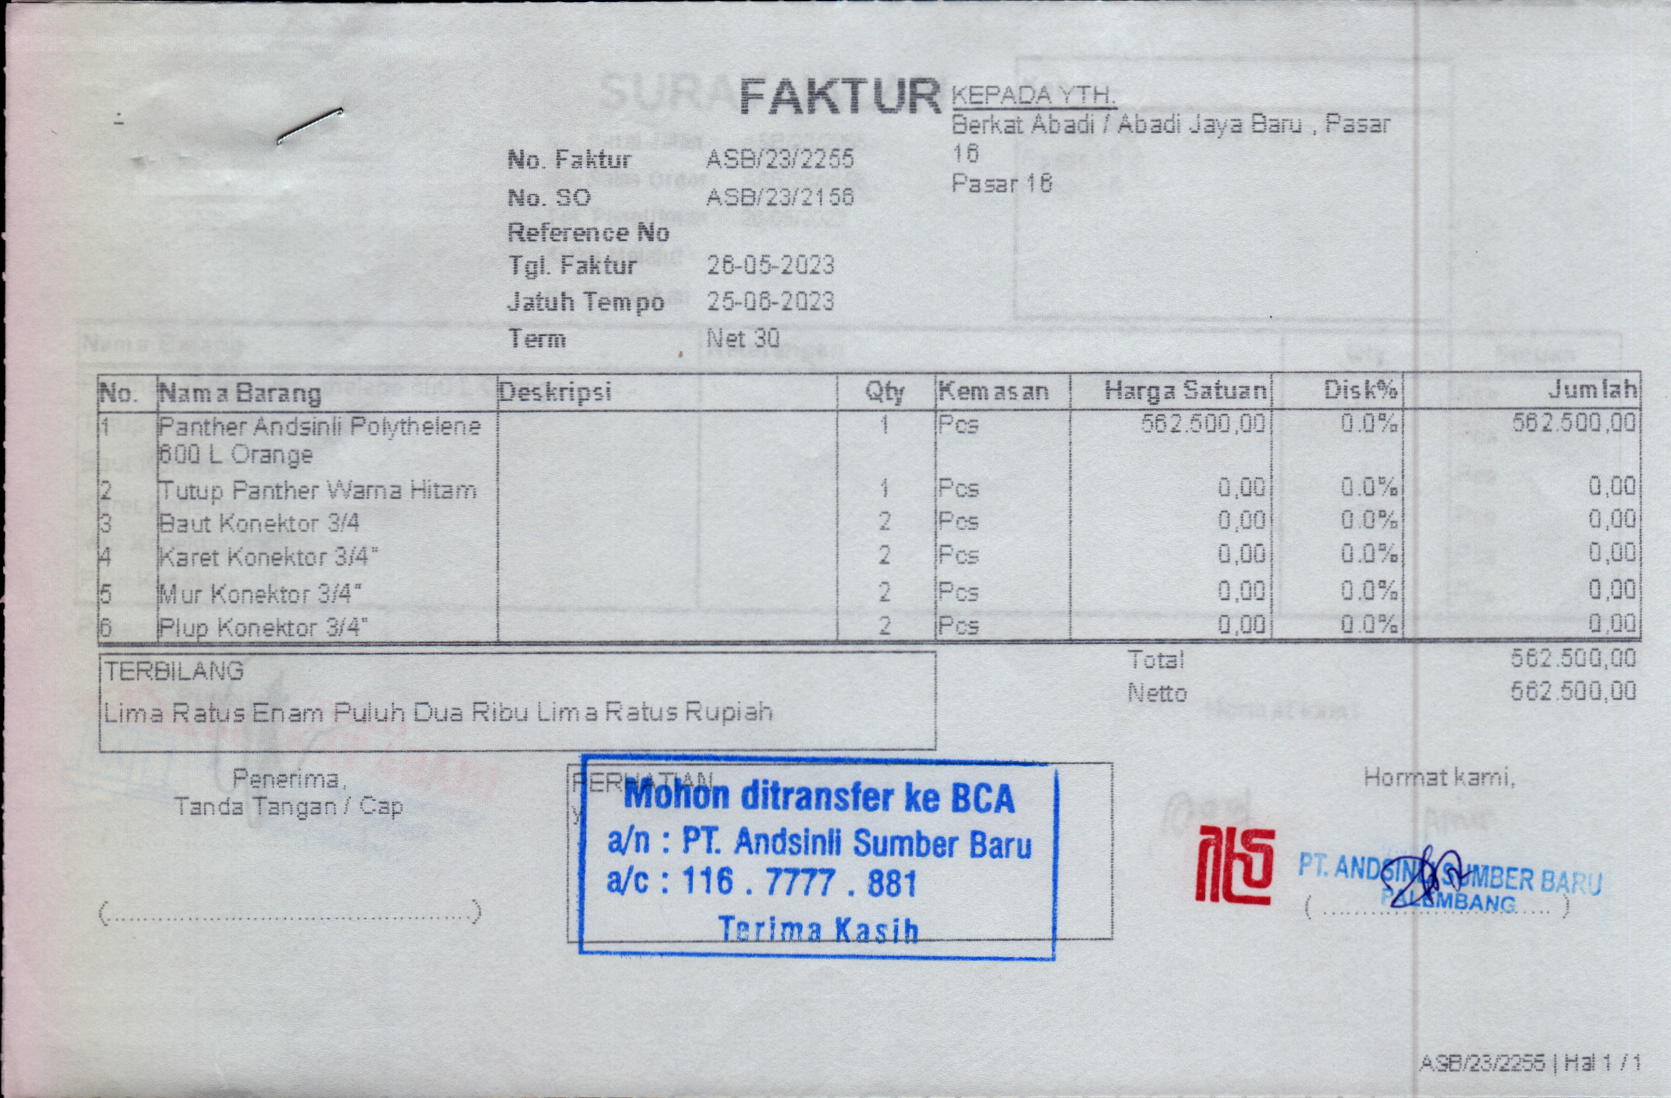 FAKTUR
KEPADA YTH.
Berkat Abadi / Abadi Jaya Baru , Pasar
16
Pasar 16
No. Faktur ASB/23/2255
No. SO ASB/23/2156
Reference No
Tgl. Faktur 26-05-2023
Jatuh Tempo 25-06-2023
Term Net 30
No. Nama Barang Deskripsi Qty Kemasan Harga Satuan Disk% Jumlah
1 Panther Andsinli Polythelene 1 Pcs 562.500,00 0.0% 562.500,00
600 L Orange
2 Tutup Panther Warna Hitam 1 Pcs 0,00 0.0% 0,00
3 Baut Konektor 3/4 2 Pcs 0,00 0.0% 0,00
4 Karet Konektor 3/4" 2 Pcs 0,00 0.0% 0,00
5 Mur Konektor 3/4" 2 Pcs 0,00 0.0% 0,00
6 Plup Konektor 3/4" 2 Pcs 0,00 0.0% 0,00
Total 562.500,00
Netto 562.500,00
TERBILANG
Lima Ratus Enam Puluh Dua Ribu Lima Ratus Rupiah
Penerima,
Tanda Tangan / Cap
(........................................)
PERHATIAN
Mohon ditransfer ke BCA
a/n : PT. Andsinli Sumber Baru
a/c : 116 . 7777 . 881
Terima Kasih
Hormat kami,
PT. ANDSINLI SUMBER BARU
PALEMBANG
(........................................)
ASB/23/2255 | Hal 1 / 1